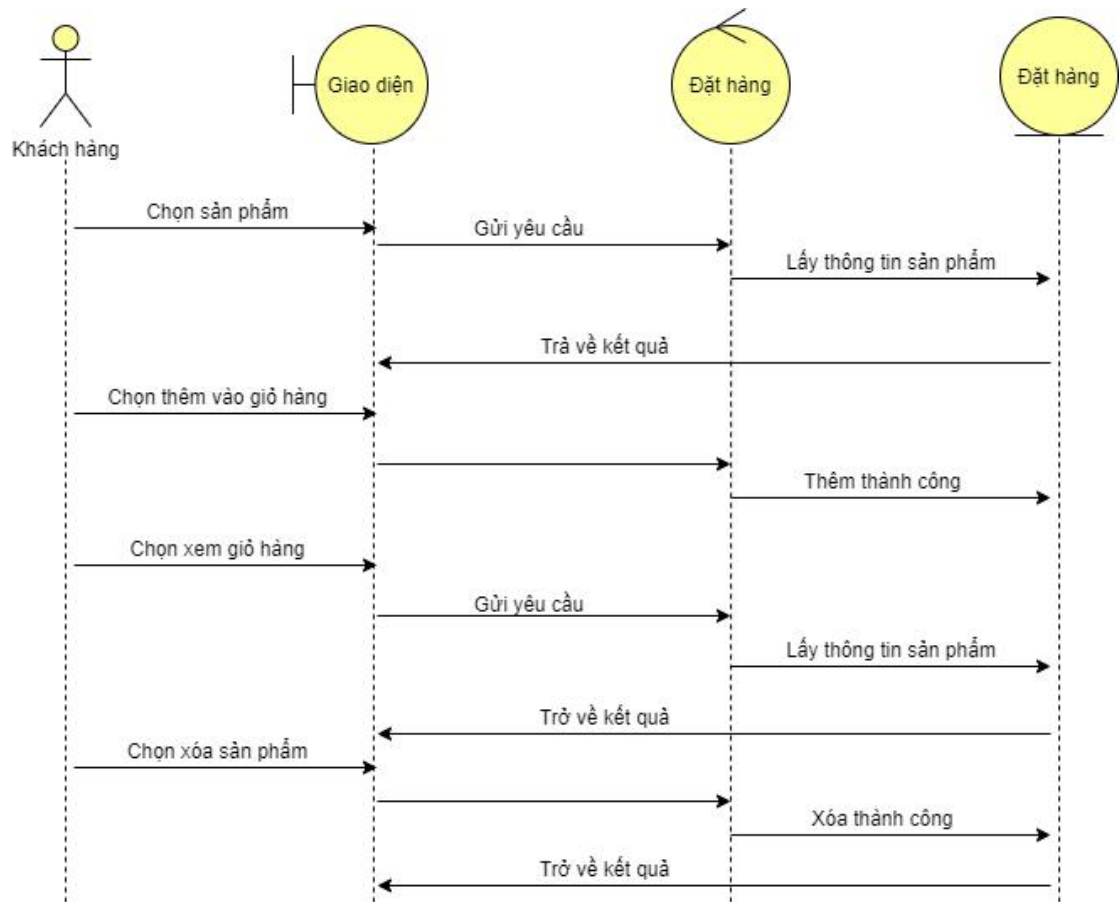 Khách hàng
Giao diện
Đặt hàng
Đặt hàng
Chọn sản phẩm
Gửi yêu cầu
Lấy thông tin sản phẩm
Trả về kết quả
Chọn thêm vào giỏ hàng
Thêm thành công
Chọn xem giỏ hàng
Gửi yêu cầu
Lấy thông tin sản phẩm
Trở về kết quả
Chọn xóa sản phẩm
Xóa thành công
Trở về kết quả